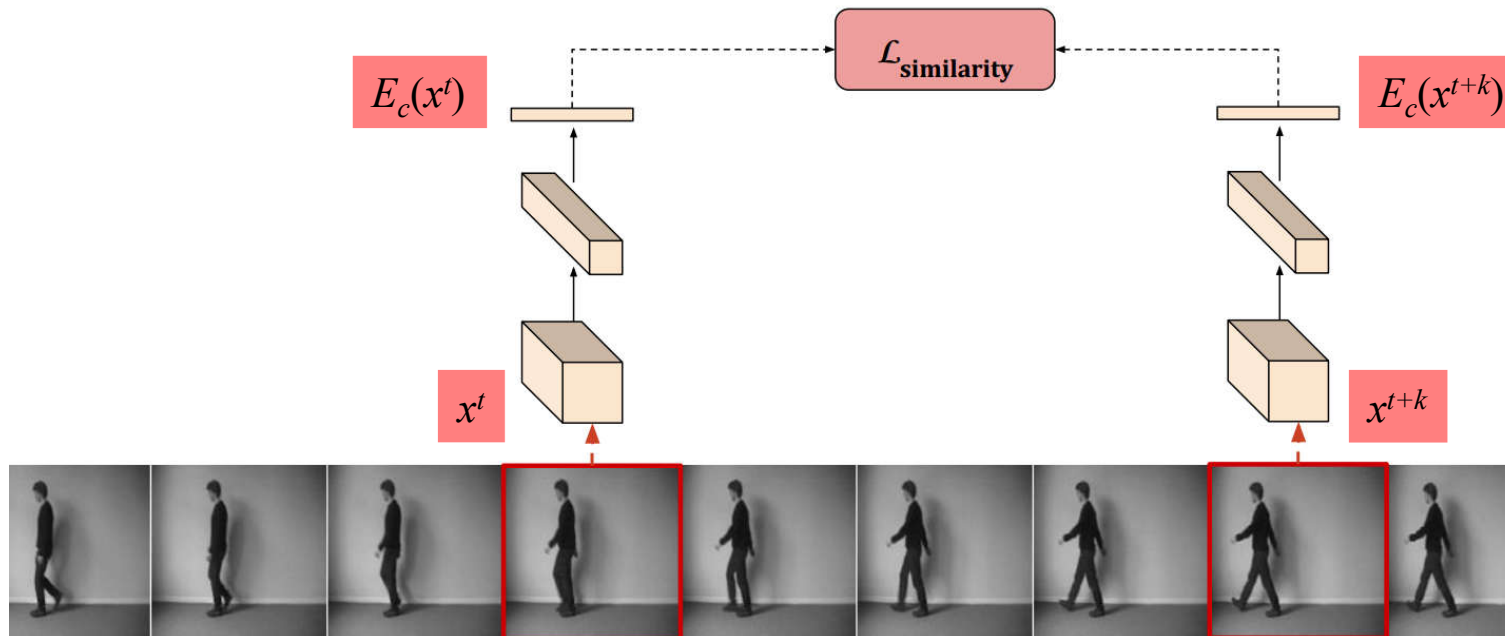 ℒ_similarity
E_c(x^t)
E_c(x^{t+k})
x^t
x^{t+k}